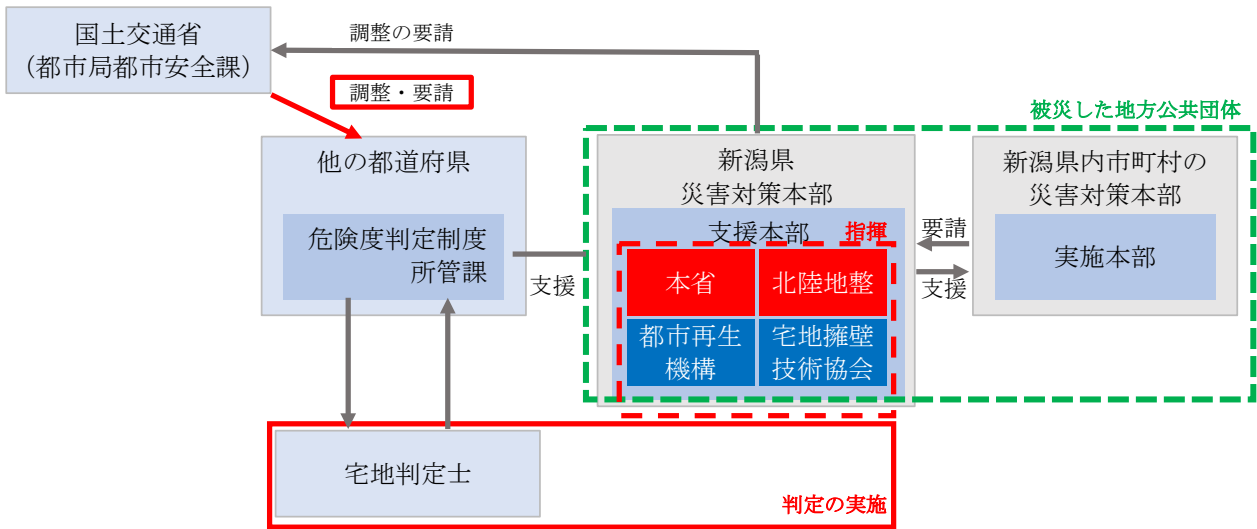 国土交通省
（都市局都市安全課）
調整の要請
調整・要請
被災した地方公共団体
他の都道府県
危険度判定制度
所管課
支援
新潟県
災害対策本部
支援本部
指揮
本省
北陸地整
都市再生
機構
宅地擁壁
技術協会
要請
支援
新潟県内市町村の
災害対策本部
実施本部
宅地判定士
判定の実施